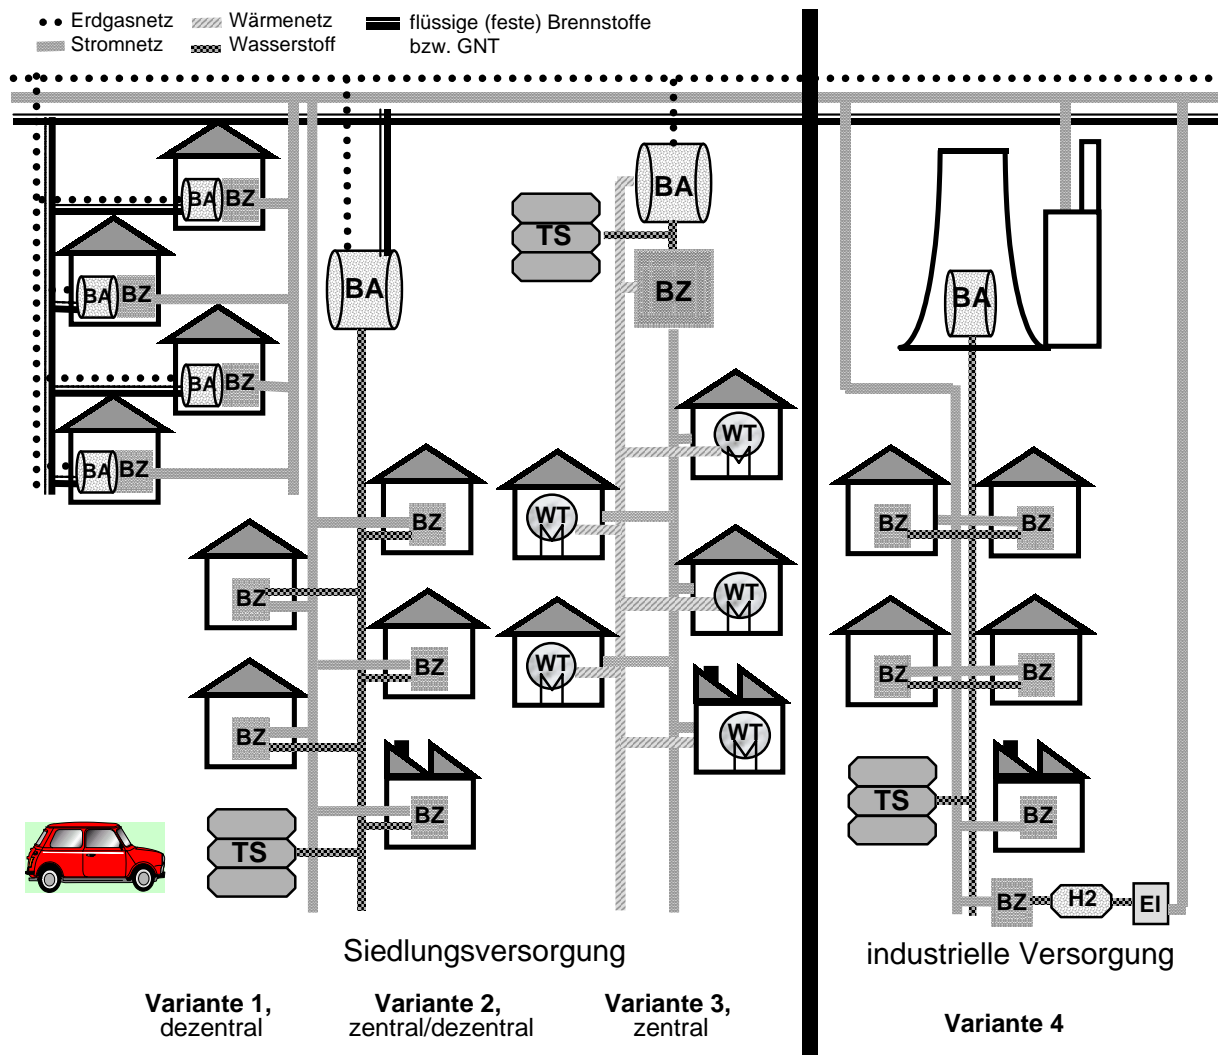 Erdgasnetz
Wärmenetz
flüssige (feste) Brennstoffe
Stromnetz
Wasserstoff
bzw. GNT
BA BZ
BA BZ
BA BZ
BA BZ
BA
BZ
BZ
BZ
BZ
BZ
TS
BA
TS
BZ
WT
WT
WT
WT
WT
BA
BZ
BZ
BZ
BZ
TS
BZ
BZ
H2
EI
Siedlungsversorgung
industrielle Versorgung
Variante 1,
dezentral
Variante 2,
zentral/dezentral
Variante 3,
zentral
Variante 4